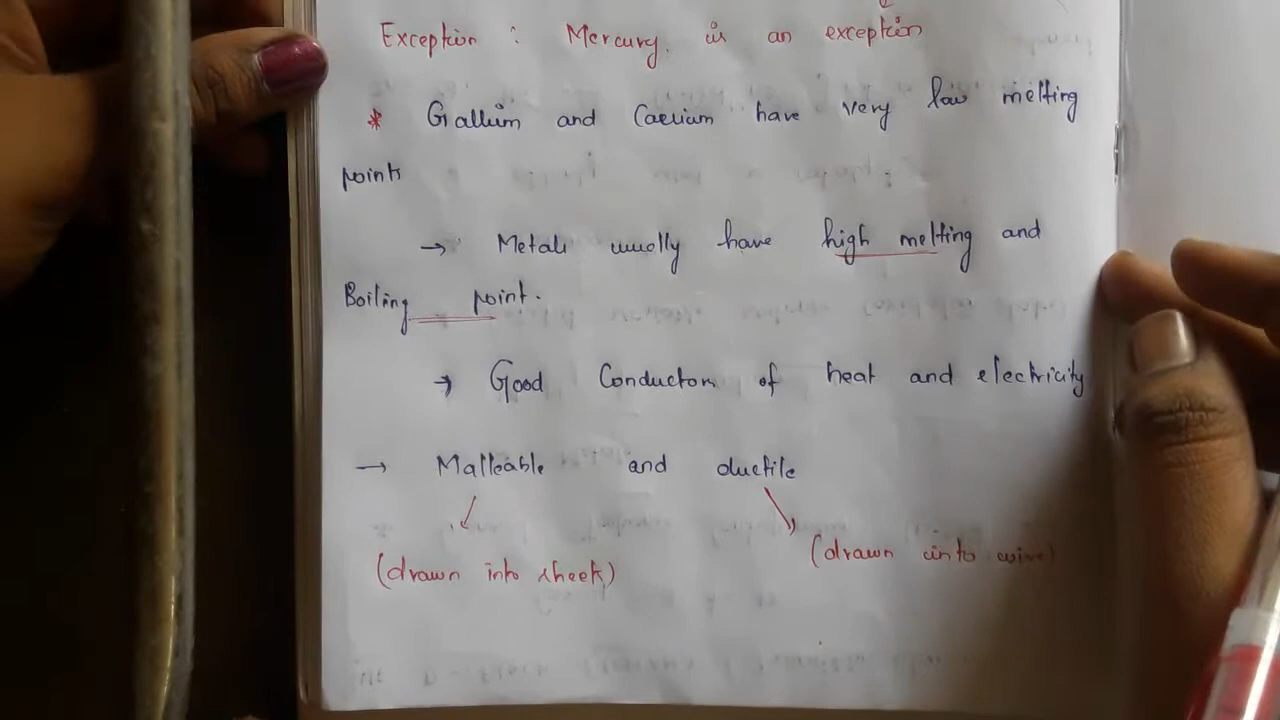 Exception : Mercury is an exception
* Gallium and Caesium have very low melting
points
→ Metals usually have high melting and
Boiling point.
→ Good Conductors of heat and electricity
→ Malleable and ductile
(drawn into sheets) (drawn into wire)